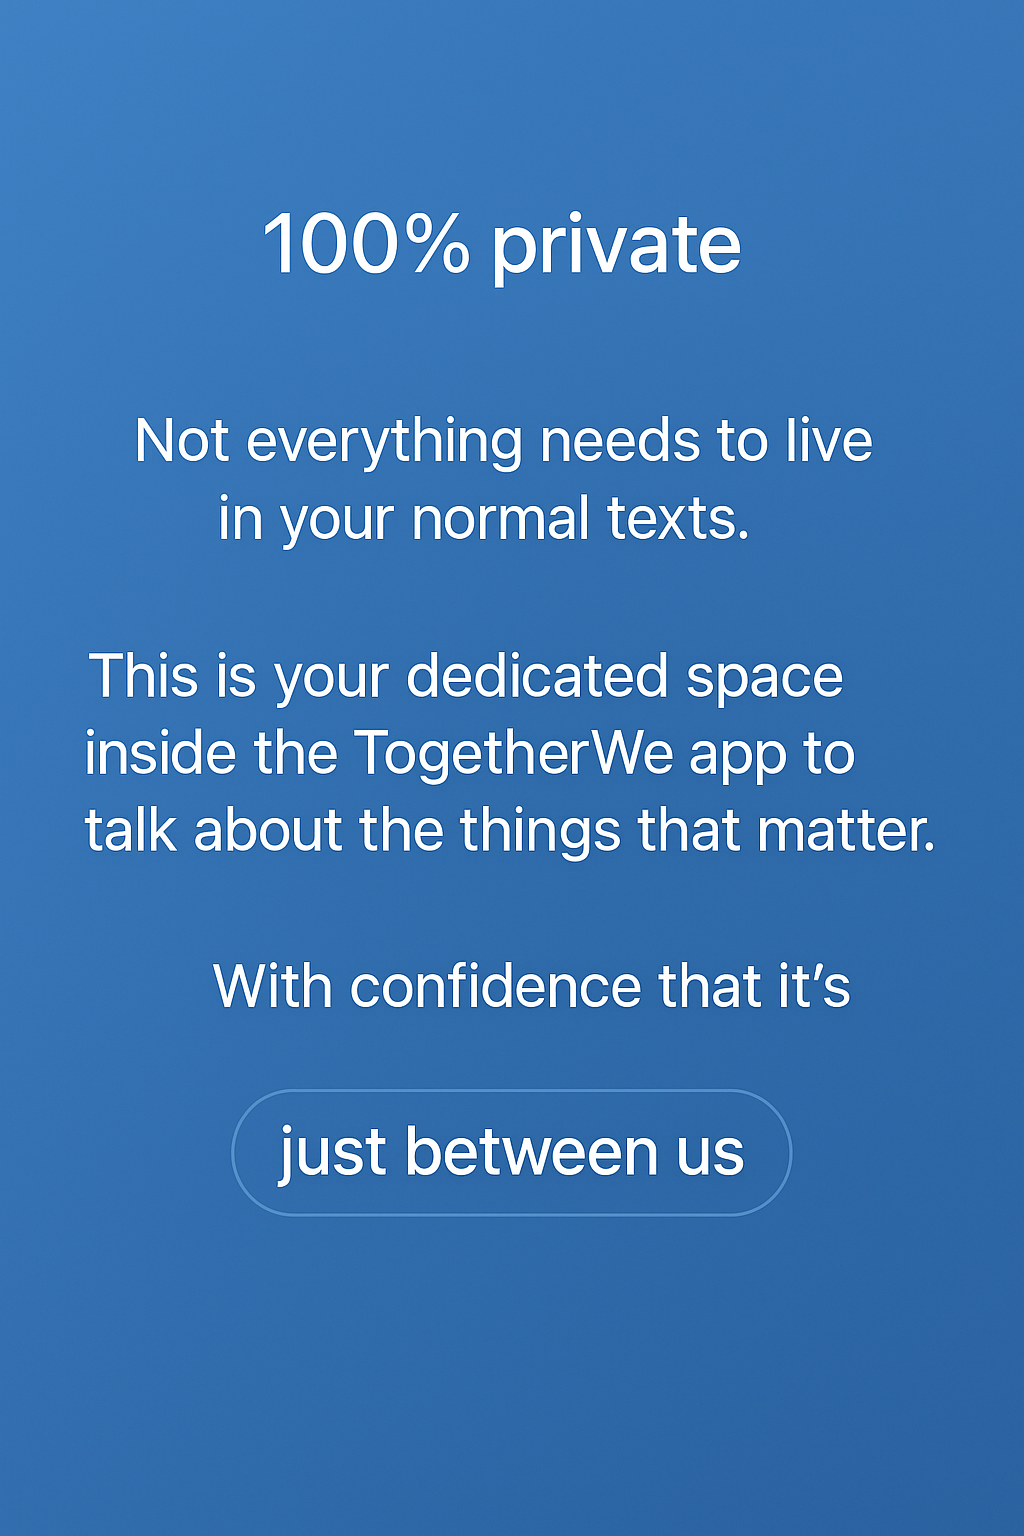 100% private
Not everything needs to live
in your normal texts.
This is your dedicated space
inside the TogetherWe app to
talk about the things that matter.
With confidence that it’s
just between us